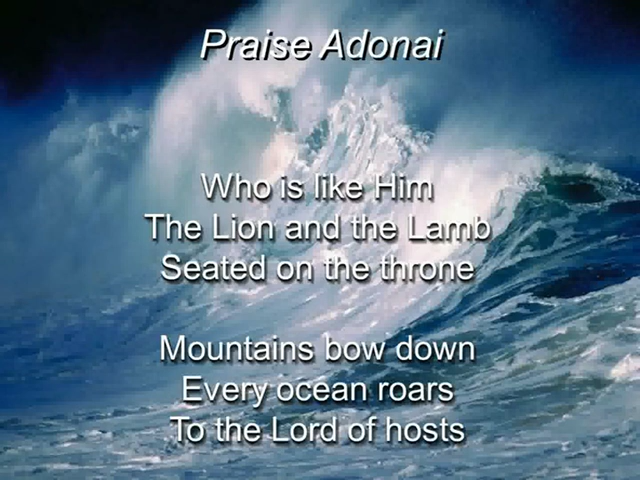 Praise Adonai
Who is like Him
The Lion and the Lamb
Seated on the throne
Mountains bow down
Every ocean roars
To the Lord of hosts